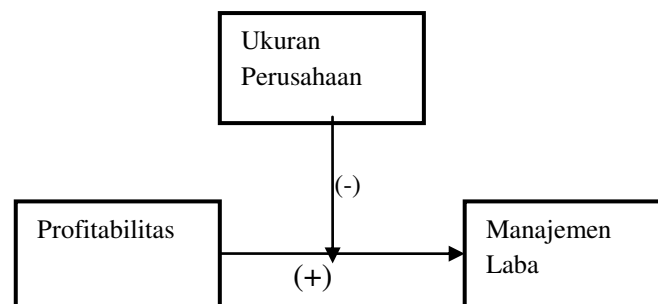 Ukuran
Perusahaan
(-)
Profitabilitas
(+)
Manajemen
Laba